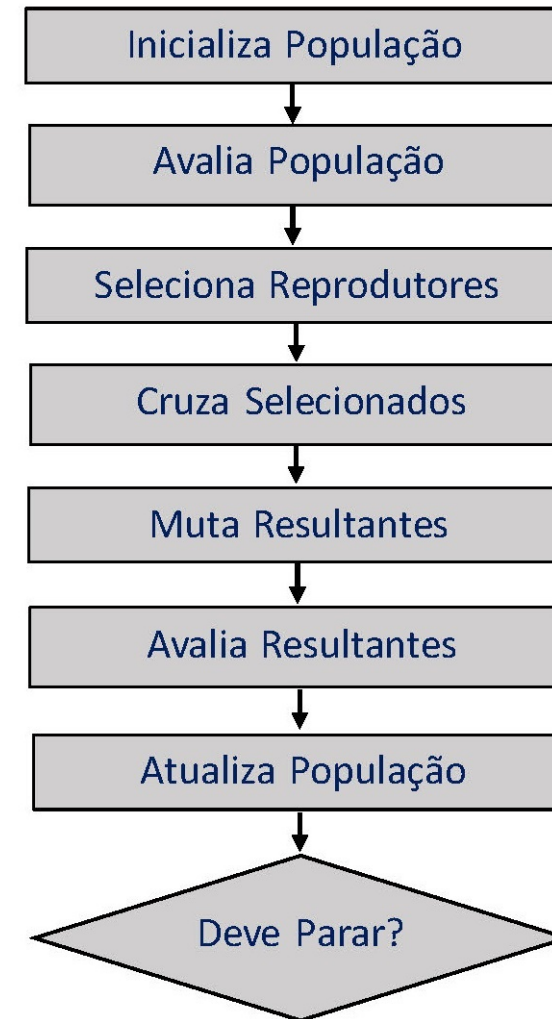 Inicializa População
Avalia População
Seleciona Reprodutores
Cruza Selecionados
Muta Resultantes
Avalia Resultantes
Atualiza População
Deve Parar?